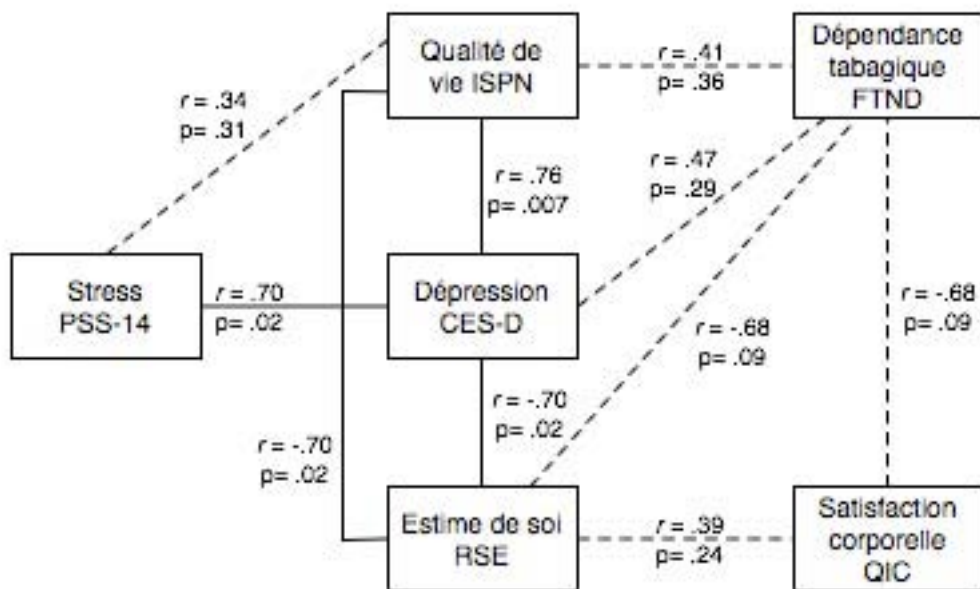 Qualité de
vie ISPN
r = .41
p= .36
Dépendance
tabagique
FTND
r = .34
p= .31
r = .76
p= .007
r = .47
p= .29
Stress
PSS-14
r = .70
p= .02
Dépression
CES-D
r = -.68
p= .09
r = -.68
p= .09
r = -.70
p= .02
r = -.70
p= .02
Estime de soi
RSE
r = .39
p= .24
Satisfaction
corporelle
QIC